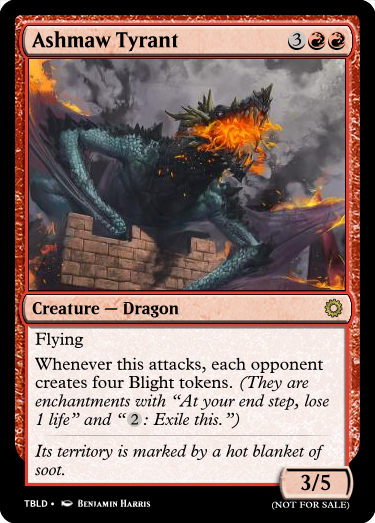 Ashmaw Tyrant 3
Creature — Dragon
Flying
Whenever this attacks, each opponent
creates four Blight tokens. (They are
enchantments with “At your end step, lose
1 life” and “2: Exile this.”)
Its territory is marked by a hot blanket of
soot.
3/5
TBLD • Benjamin Harris
(NOT FOR SALE)